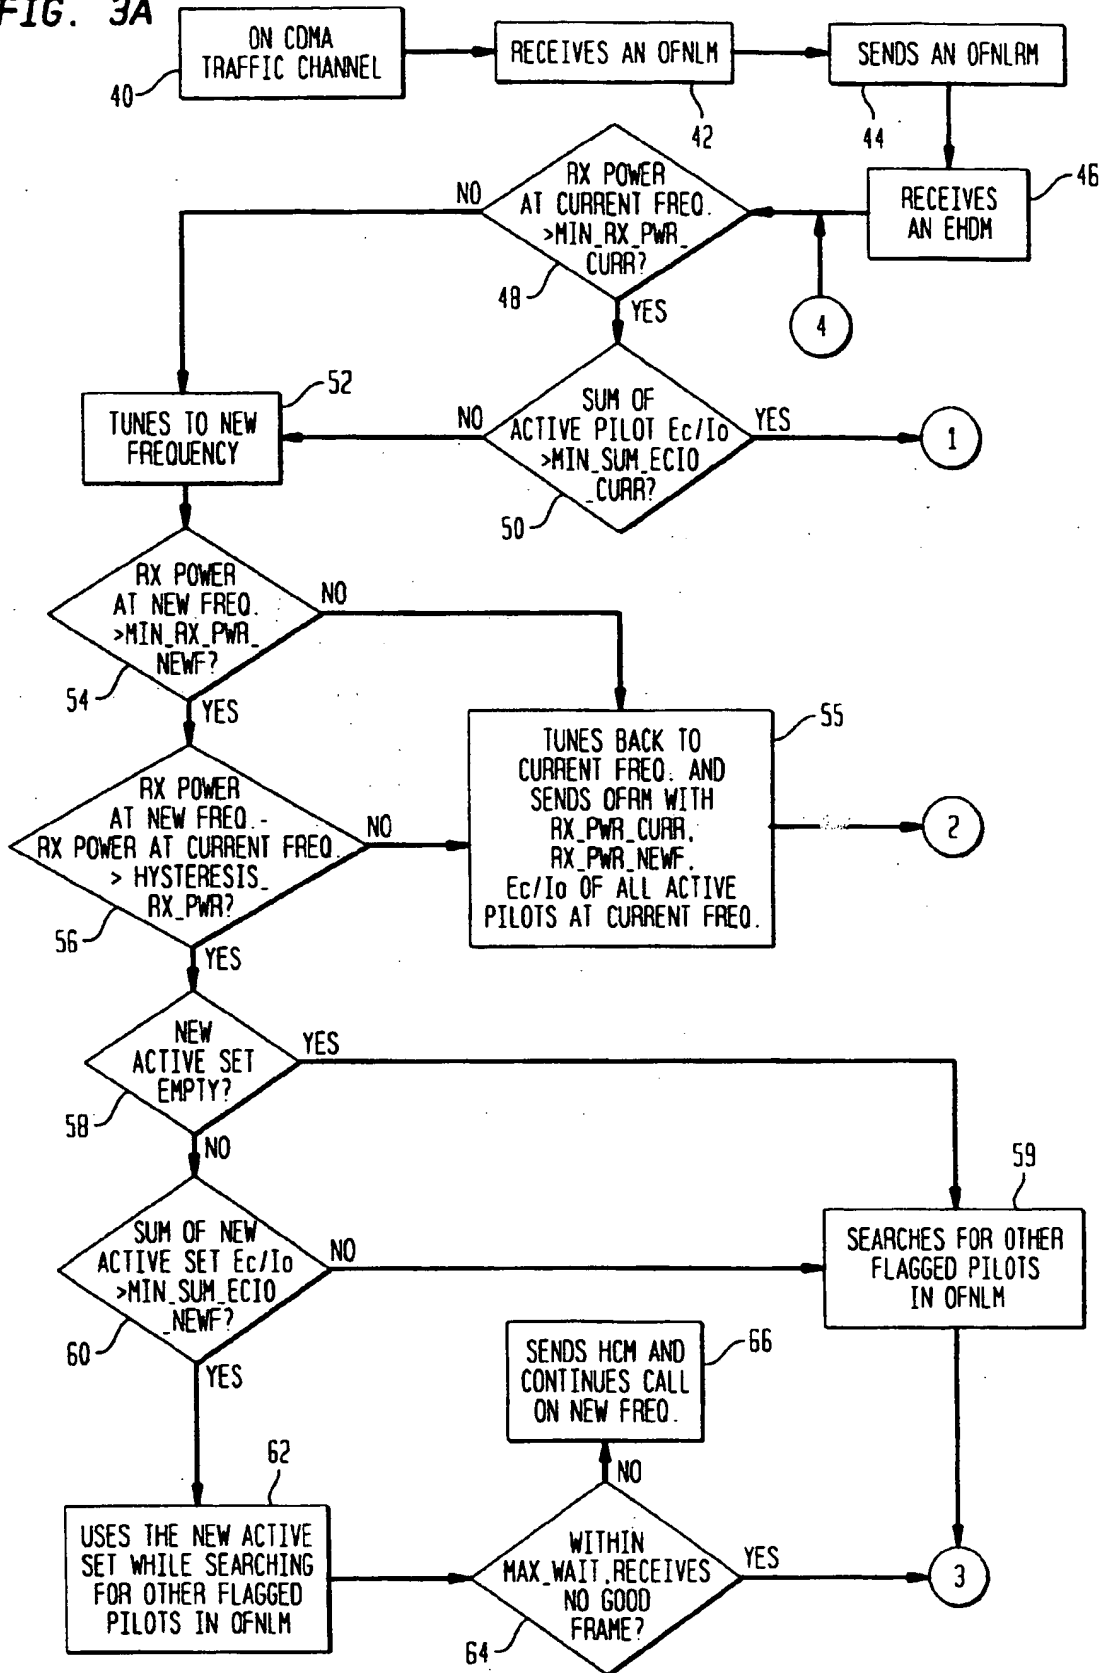 FIG. 3A
ON CDMA
TRAFFIC CHANNEL
40
RECEIVES AN OFNLM
42
SENDS AN OFNLRM
44
RECEIVES
AN EHDM
46
4
RX POWER
AT CURRENT FREQ.
>MIN_RX_PWR_
CURR?
48
NO
YES
SUM OF
ACTIVE PILOT Ec/Io
>MIN_SUM_ECIO
_CURR?
50
NO
YES
1
TUNES TO NEW
FREQUENCY
52
RX POWER
AT NEW FREQ.
>MIN_RX_PWR_
NEWF?
54
NO
YES
TUNES BACK TO
CURRENT FREQ. AND
SENDS OFRM WITH
RX_PWR_CURR,
RX_PWR_NEWF,
Ec/Io OF ALL ACTIVE
PILOTS AT CURRENT FREQ.
55
2
RX POWER
AT NEW FREQ.-
RX POWER AT CURRENT FREQ.
> HYSTERESIS_
RX_PWR?
56
NO
YES
NEW
ACTIVE SET
EMPTY?
58
YES
NO
SEARCHES FOR OTHER
FLAGGED PILOTS
IN OFNLM
59
SUM OF NEW
ACTIVE SET Ec/Io
>MIN_SUM_ECIO
_NEWF?
60
NO
YES
SENDS HCM AND
CONTINUES CALL
ON NEW FREQ.
66
USES THE NEW ACTIVE
SET WHILE SEARCHING
FOR OTHER FLAGGED
PILOTS IN OFNLM
62
NO
WITHIN
MAX_WAIT,RECEIVES
NO GOOD
FRAME?
64
YES
3